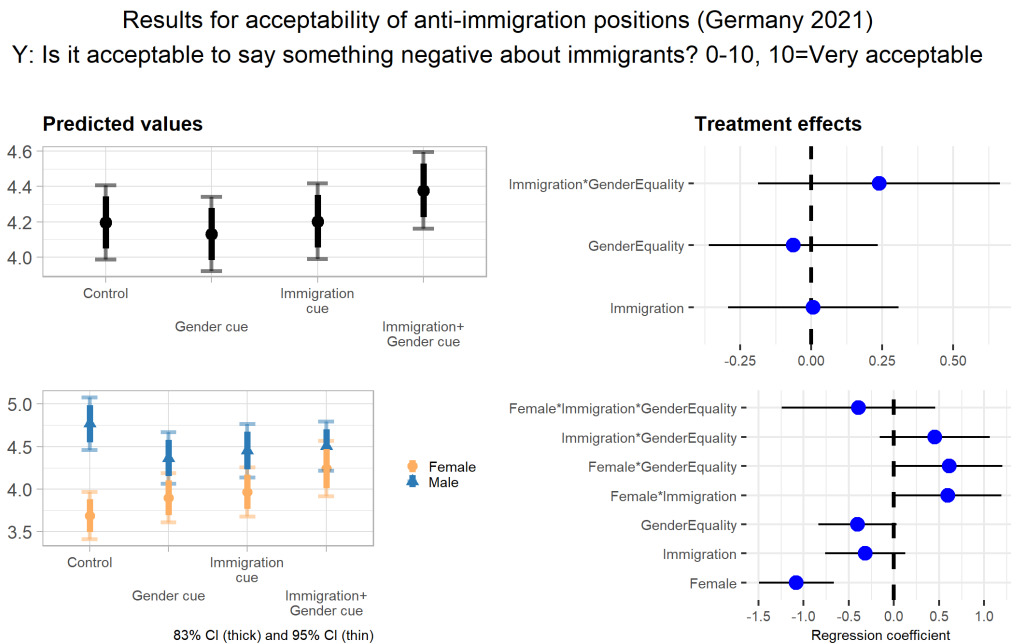 Results for acceptability of anti-immigration positions (Germany 2021)
Y: Is it acceptable to say something negative about immigrants? 0-10, 10=Very acceptable
Predicted values
4.6
4.4
4.2
4.0
Control
Gender cue
Immigration
cue
Immigration+
Gender cue
Treatment effects
Immigration*GenderEquality
GenderEquality
Immigration
-0.25
0.00
0.25
0.50
5.0
4.5
4.0
3.5
Control
Gender cue
Immigration
cue
Immigration+
Gender cue
Female
Male
83% CI (thick) and 95% CI (thin)
Female*Immigration*GenderEquality
Immigration*GenderEquality
Female*GenderEquality
Female*Immigration
GenderEquality
Immigration
Female
-1.5
-1.0
-0.5
0.0
0.5
1.0
Regression coefficient